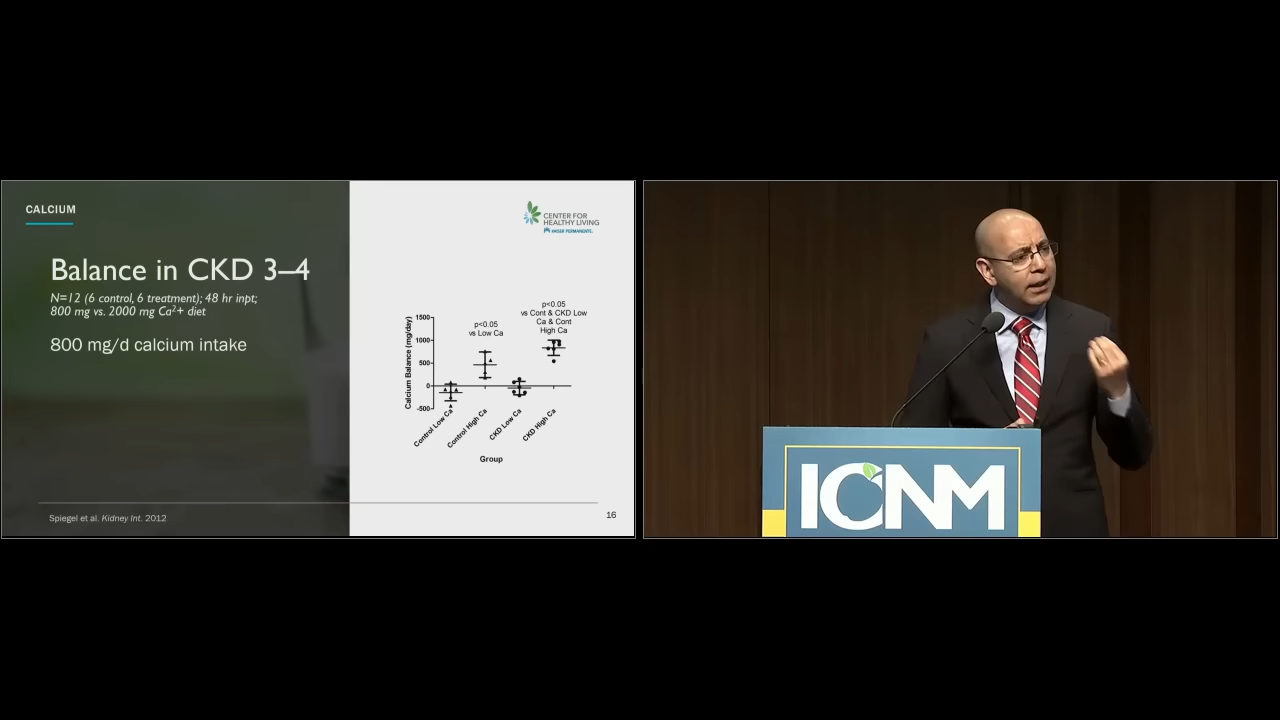 CALCIUM
CENTER FOR
HEALTHY LIVING
KAISER PERMANENTE.
Balance in CKD 3–4
N=12 (6 control, 6 treatment); 48 hr inpt;
800 mg vs. 2000 mg Ca²+ diet
800 mg/d calcium intake
p<0.05
vs Cont & CKD Low
Ca & Cont
High Ca
p<0.05
vs Low Ca
Calcium Balance (mg/day)
1500
1000
500
0
-500
Control Low Ca
Control High Ca
CKD Low Ca
CKD High Ca
Group
Spiegel et al. Kidney Int. 2012
16
ICNM